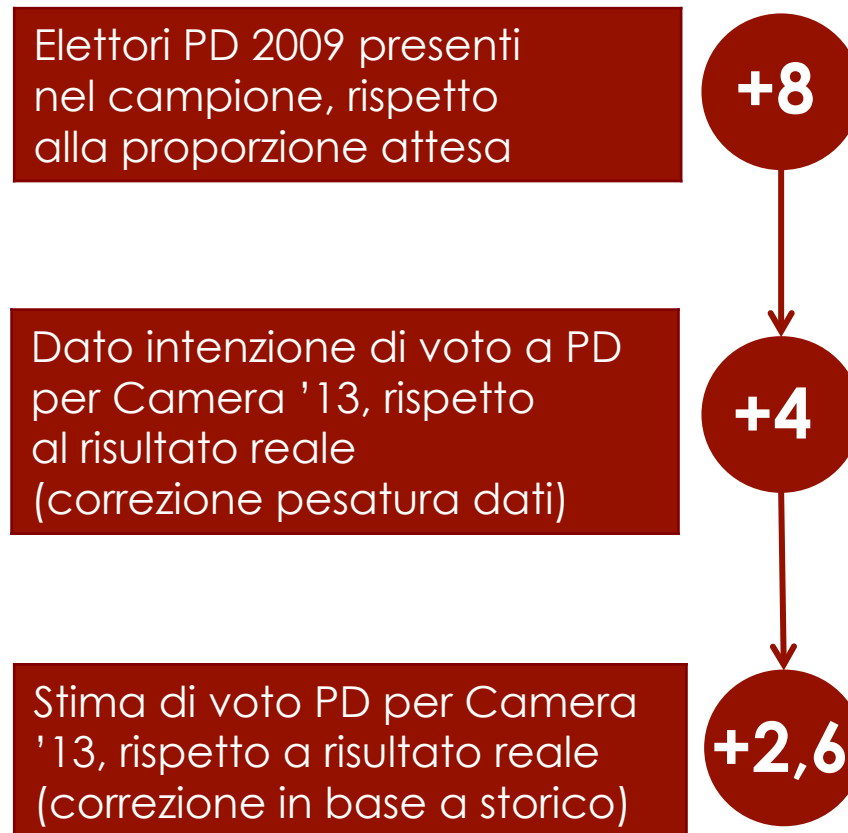 Elettori PD 2009 presenti
nel campione, rispetto
alla proporzione attesa
+8
Dato intenzione di voto a PD
per Camera ’13, rispetto
al risultato reale
(correzione pesatura dati)
+4
Stima di voto PD per Camera
’13, rispetto a risultato reale
(correzione in base a storico)
+2,6